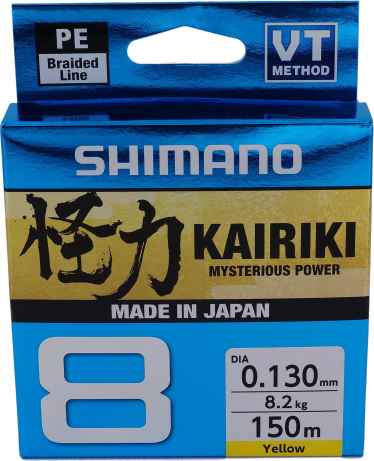 PE
Braided
Line
VT
METHOD
SHIMANO
怪力 KAIRIKI
MYSTERIOUS POWER
MADE IN JAPAN
8
DIA
0.130mm
8.2kg
150m
Yellow